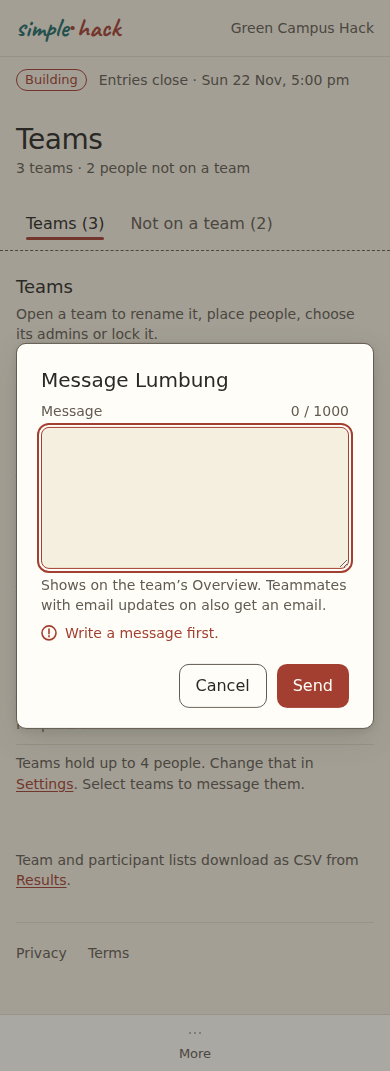 simple hack
Green Campus Hack
Building
Entries close · Sun 22 Nov, 5:00 pm
Teams
3 teams · 2 people not on a team
Teams (3)
Not on a team (2)
Teams
Open a team to rename it, place people, choose
its admins or lock it.
Message Lumbung
Message
0 / 1000
Shows on the team’s Overview. Teammates
with email updates on also get an email.
Write a message first.
Cancel
Send
Teams hold up to 4 people. Change that in
Settings. Select teams to message them.
Team and participant lists download as CSV from
Results.
Privacy
Terms
...
More